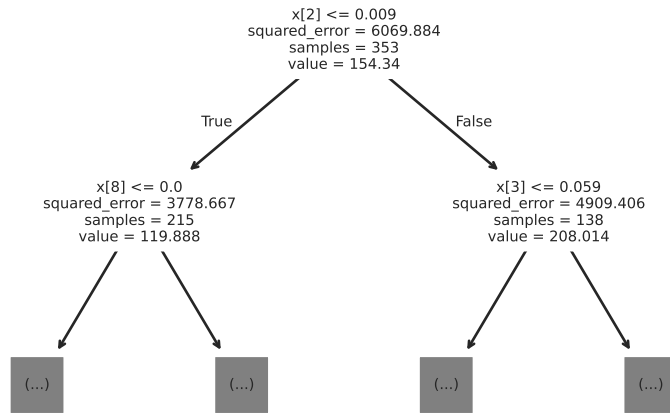 x[2] <= 0.009
squared_error = 6069.884
samples = 353
value = 154.34
True
False
x[8] <= 0.0
squared_error = 3778.667
samples = 215
value = 119.888
x[3] <= 0.059
squared_error = 4909.406
samples = 138
value = 208.014
(...)
(...)
(...)
(...)